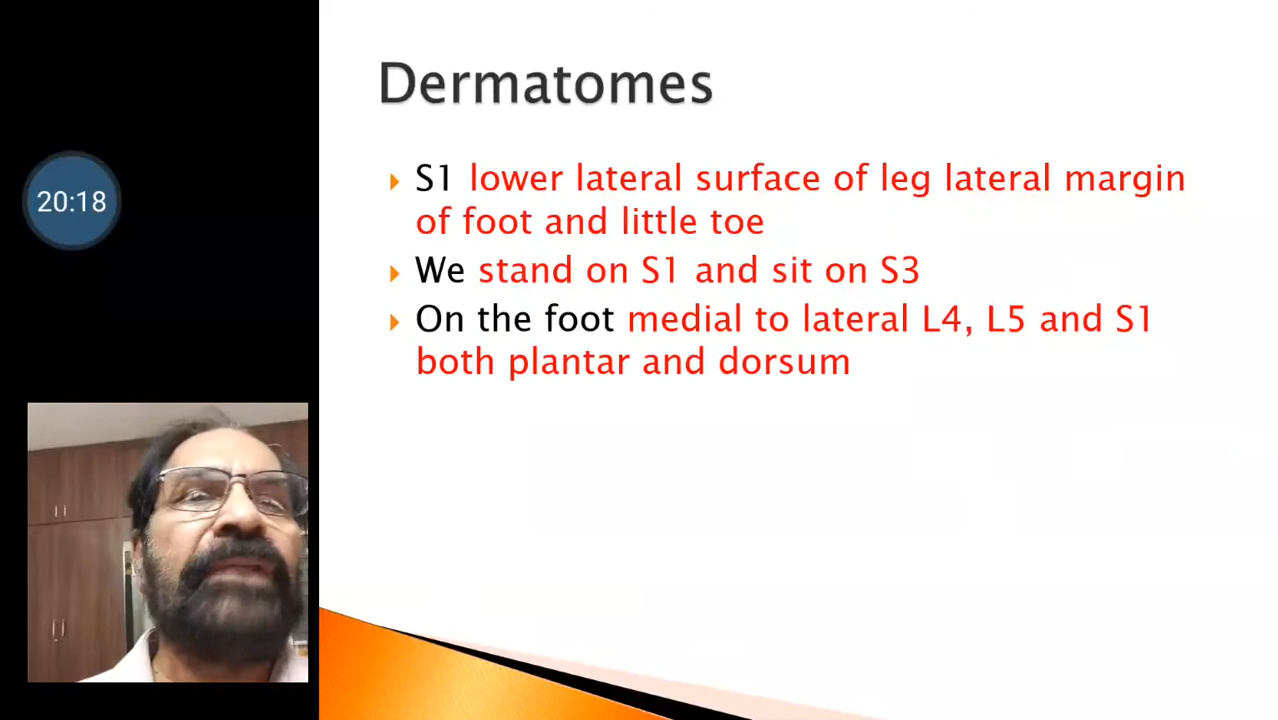 Dermatomes
20:18
S1 lower lateral surface of leg lateral margin
of foot and little toe
We stand on S1 and sit on S3
On the foot medial to lateral L4, L5 and S1
both plantar and dorsum